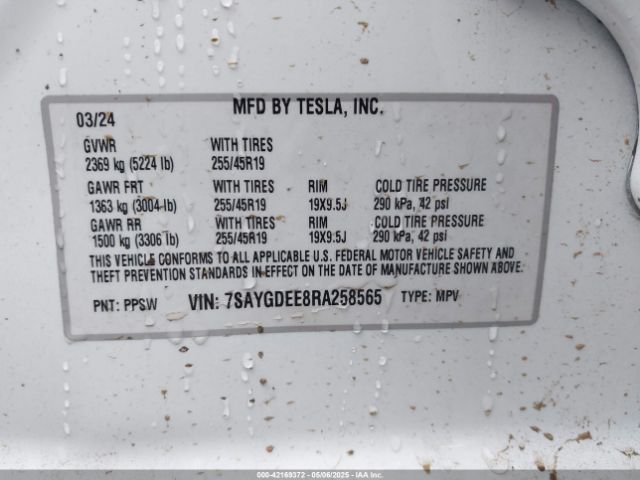 MFD BY TESLA, INC.
03/24
GVWR WITH TIRES
2369 kg (5224 lb) 255/45R19
GAWR FRT WITH TIRES RIM COLD TIRE PRESSURE
1363 kg (3004 lb) 255/45R19 19X9.5J 290 kPa, 42 psi
GAWR RR WITH TIRES RIM COLD TIRE PRESSURE
1500 kg (3306 lb) 255/45R19 19X9.5J 290 kPa, 42 psi
THIS VEHICLE CONFORMS TO ALL APPLICABLE U.S. FEDERAL MOTOR VEHICLE SAFETY AND
THEFT PREVENTION STANDARDS IN EFFECT ON THE DATE OF MANUFACTURE SHOWN ABOVE.
PNT: PPSW VIN: 7SAYGDEE8RA258565 TYPE: MPV
000-42169372 - 05/06/2025 - IAA Holdings, LLC. - Copyright